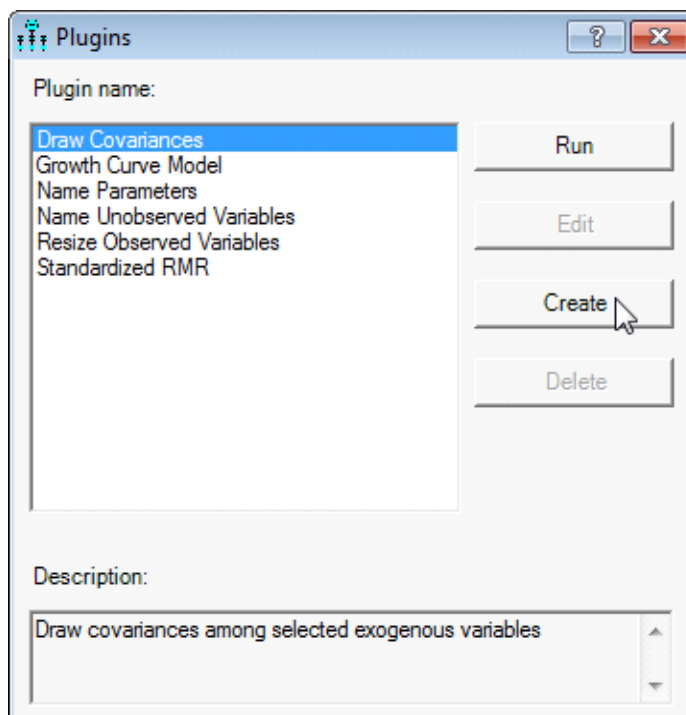 Plugins
Plugin name:
Draw Covariances
Growth Curve Model
Name Parameters
Name Unobserved Variables
Resize Observed Variables
Standardized RMR
Run
Edit
Create
Delete
Description:
Draw covariances among selected exogenous variables